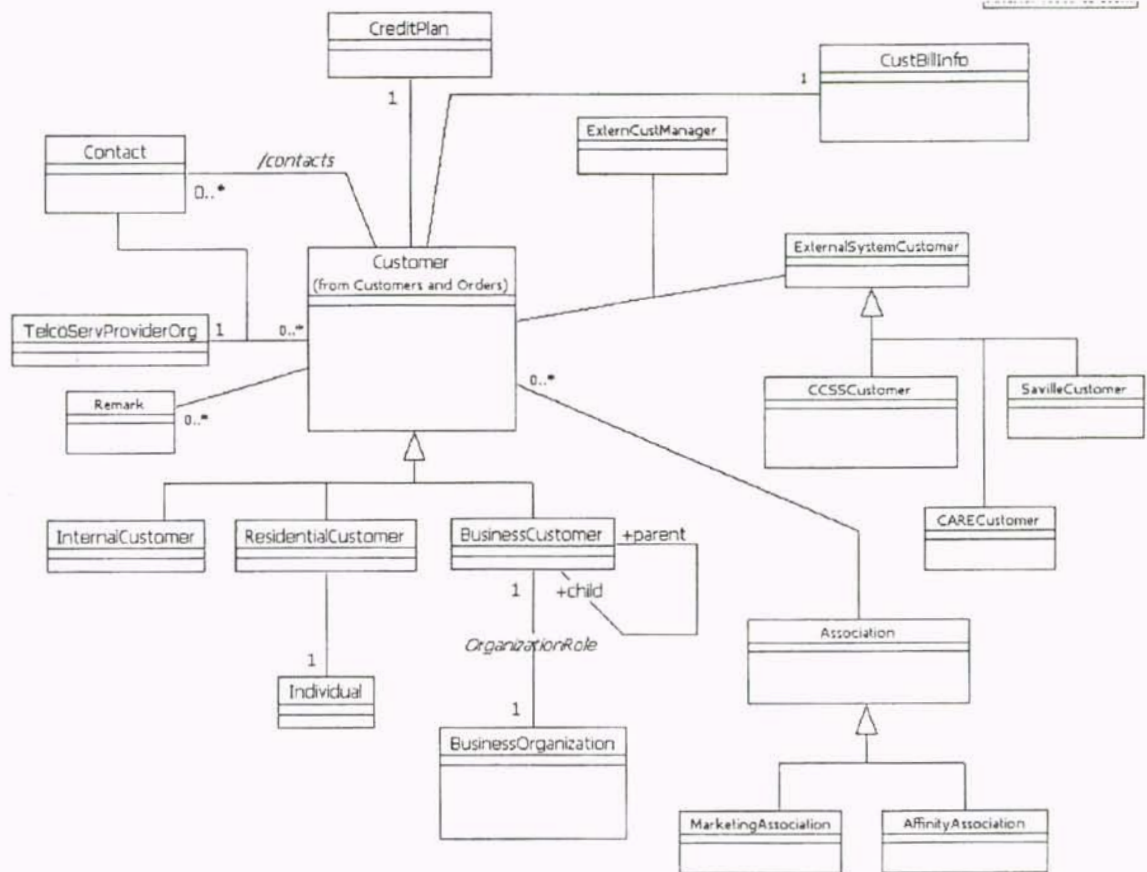 CreditPlan
CustBillInfo
1
1
ExternCustManager
Contact
/contacts
0..*
ExternalSystemCustomer
Customer
(from Customers and Orders)
TelcoServProviderOrg
1
0..*
Remark
0..*
0..*
CCSSCustomer
SavilleCustomer
InternalCustomer
ResidentialCustomer
BusinessCustomer
+parent
CARECustomer
1
+child
Association
OrganizationRole
1
Individual
1
BusinessOrganization
MarketingAssociation
AffinityAssociation